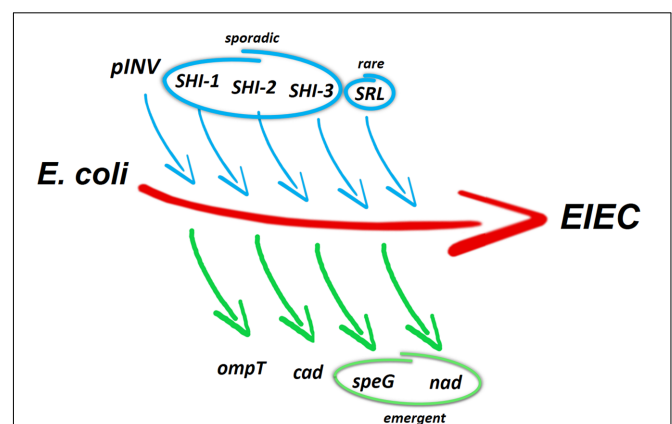 sporadic
rare
pINV
SHI-1 SHI-2 SHI-3
SRL
E. coli
EIEC
ompT cad speG nad
emergent